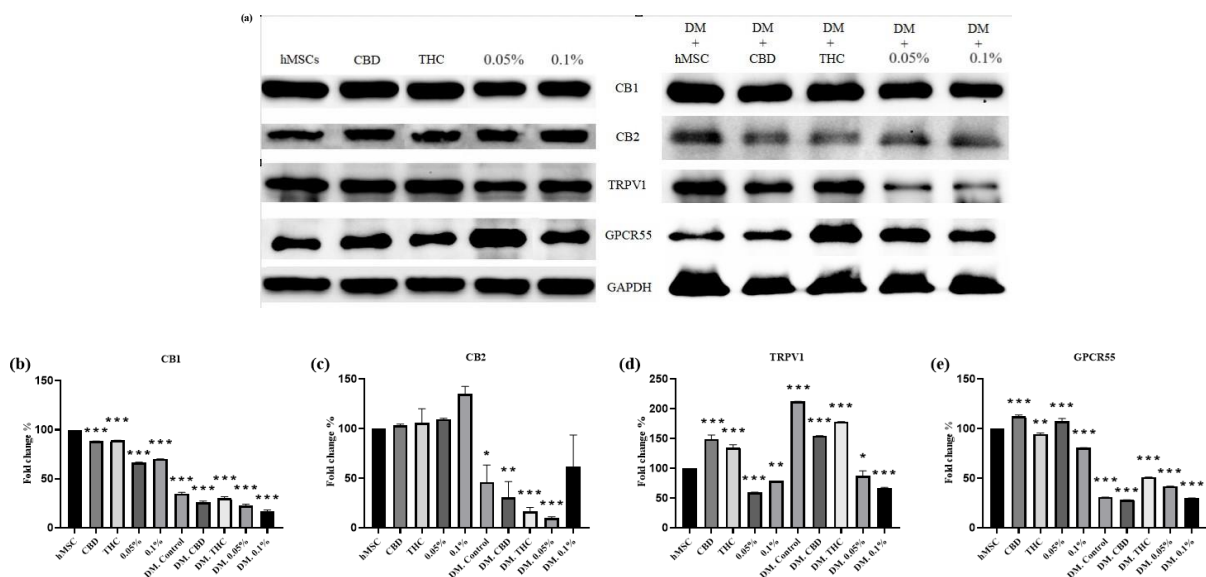 (a)
hMSCs CBD THC 0.05% 0.1%
DM DM DM DM DM
+ + + + +
hMSC CBD THC 0.05% 0.1%
CB1
CB2
TRPV1
GPCR55
GAPDH
(b) CB1
Fold change %
150
100
50
0
*** *** *** *** *** *** *** *** ***
hMSC CBD THC 0.05% 0.1% DM. Control DM. CBD DM. THC DM. 0.05% DM. 0.1%
(c) CB2
Fold change %
150
100
50
0
* ** *** ***
hMSC CBD THC 0.05% 0.1% DM. Control DM. CBD DM. THC DM. 0.05% DM. 0.1%
(d) TRPV1
Fold change %
250
200
150
100
50
0
*** *** *** ** *** *** *** * ***
hMSC CBD THC 0.05% 0.1% DM. Control DM. CBD DM. THC DM. 0.05% DM. 0.1%
(e) GPCR55
Fold change %
150
100
50
0
*** ** *** *** *** *** *** *** ***
hMSC CBD THC 0.05% 0.1% DM. Control DM. CBD DM. THC DM. 0.05% DM. 0.1%